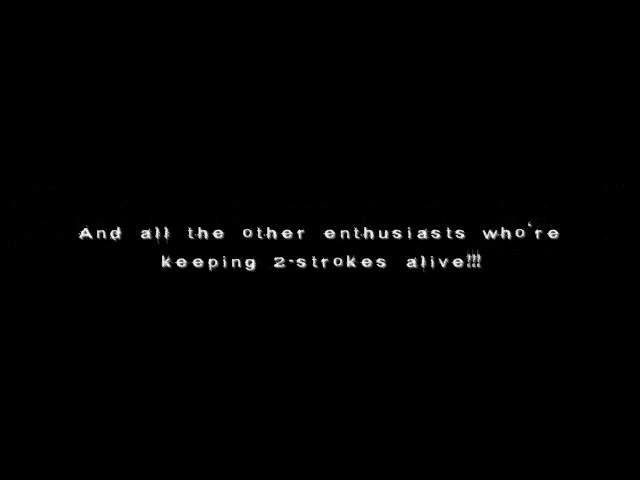 And all the other enthusiasts who're
keeping 2-strokes alive!!!